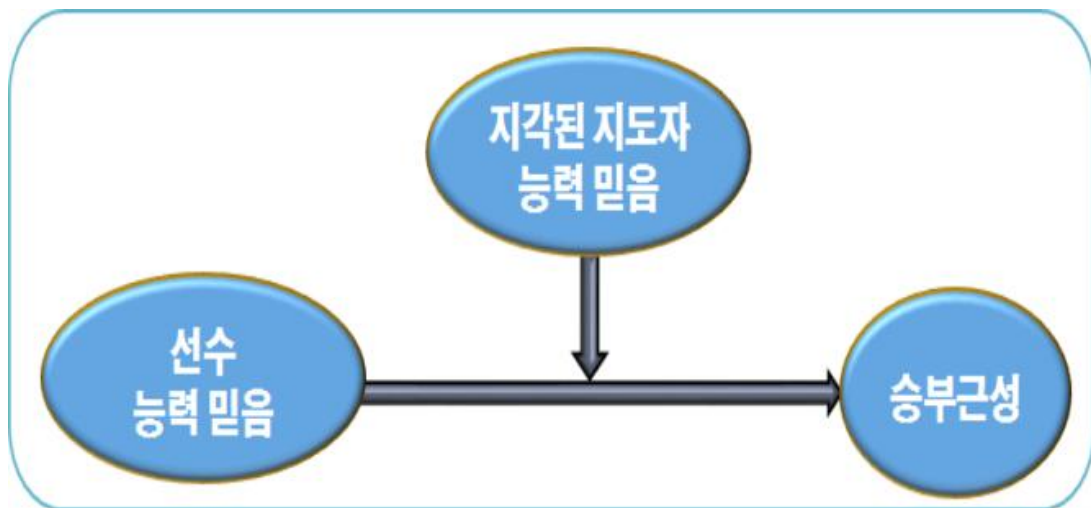 지각된 지도자
능력 믿음
선수
능력 믿음
승부근성